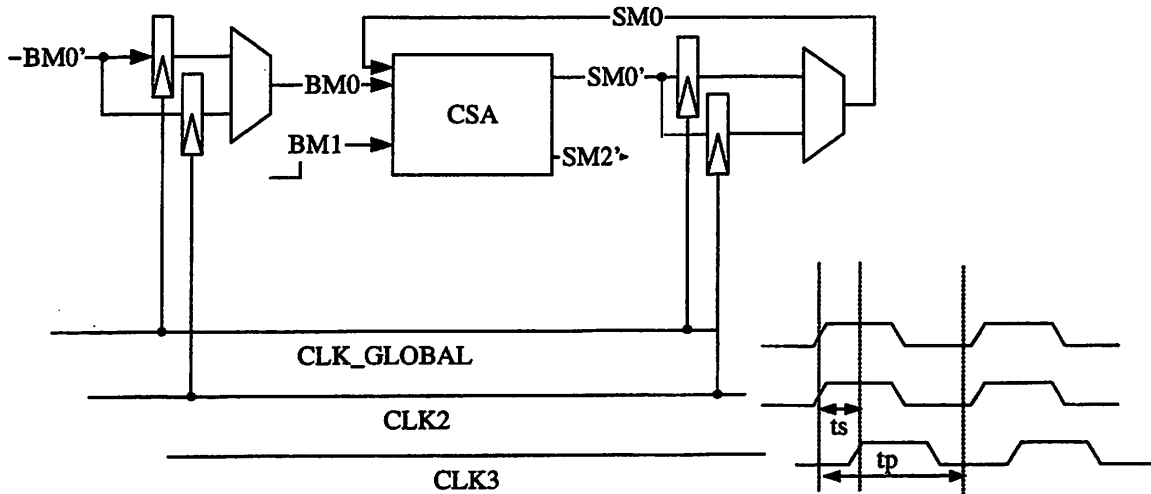 SM0
BM0'
BM0
SM0'
CSA
BM1
SM2'
CLK_GLOBAL
CLK2
ts
tp
CLK3